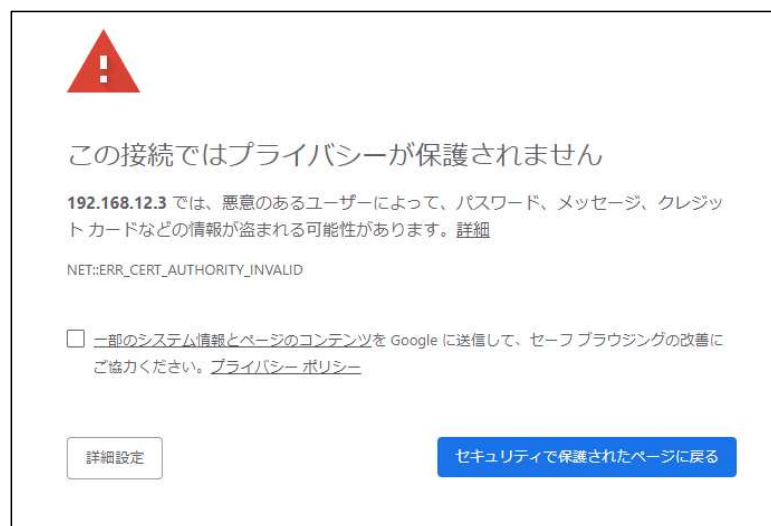 この接続ではプライバシーが保護されません
192.168.12.3 では、悪意のあるユーザーによって、パスワード、メッセージ、クレジッ
ト カードなどの情報が盗まれる可能性があります。詳細
NET::ERR_CERT_AUTHORITY_INVALID
一部のシステム情報とページのコンテンツを Google に送信して、セーフ ブラウジングの改善に
ご協力ください。プライバシー ポリシー
詳細設定
セキュリティで保護されたページに戻る